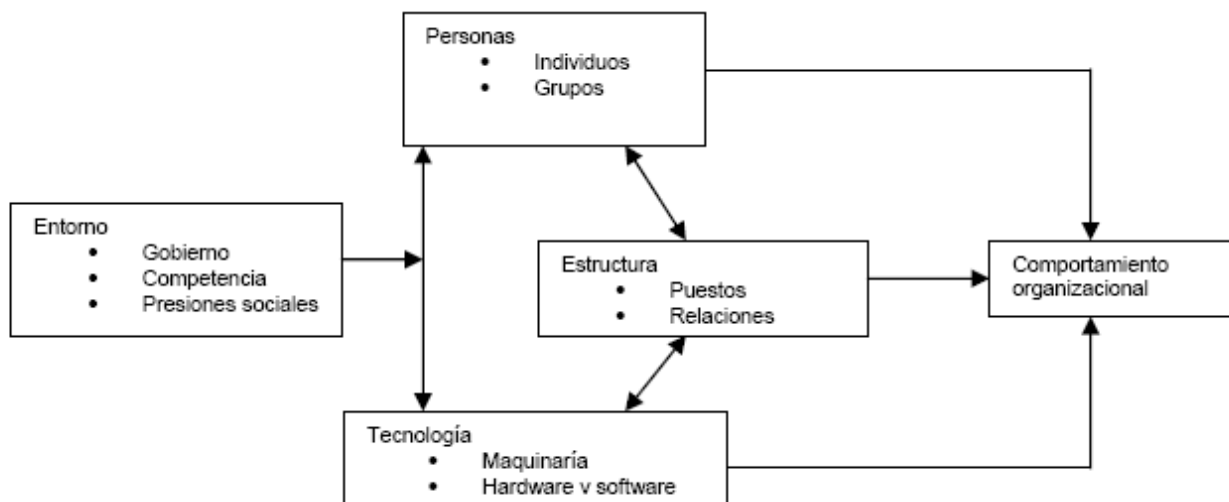 Personas
• Individuos
• Grupos
Entorno
• Gobierno
• Competencia
• Presiones sociales
Estructura
• Puestos
• Relaciones
Comportamiento
organizacional
Tecnología
• Maquinaría
• Hardware y software